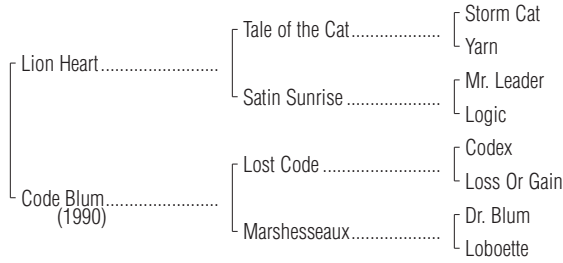 Storm Cat
Tale of the Cat....................
Yarn
Lion Heart..........................
Mr. Leader
Satin Sunrise.....................
Logic
Codex
Lost Code..........................
Loss Or Gain
Code Blum.........................
(1990)
Dr. Blum
Marshesseaux....................
Loboette